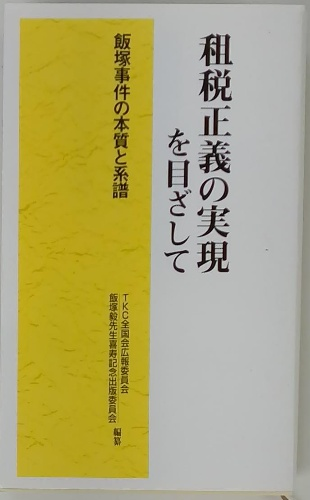 租税正義の実現
を目ざして
飯塚事件の本質と系譜
TKC全国会広報委員会
飯塚毅先生喜寿記念出版委員会
編纂